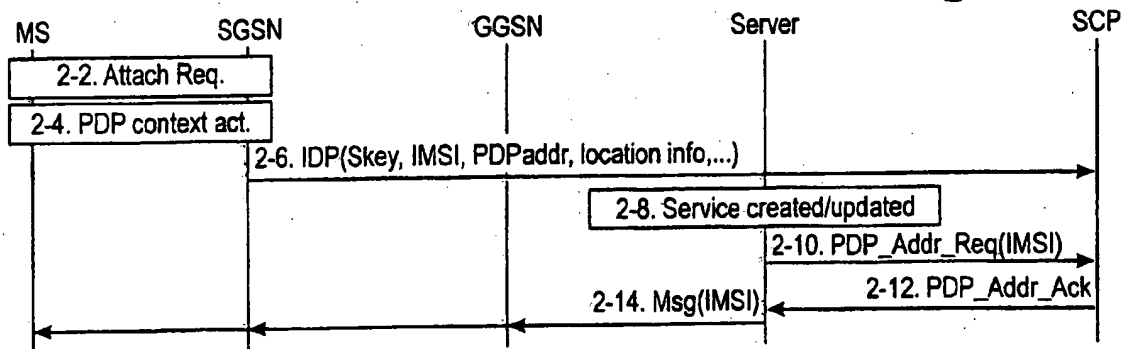 MS SGSN GGSN Server SCP
2-2. Attach Req.
2-4. PDP context act.
2-6. IDP(Skey, IMSI, PDPaddr, location info,...)
2-8. Service created/updated
2-10. PDP_Addr_Req(IMSI)
2-12. PDP_Addr_Ack
2-14. Msg(IMSI)